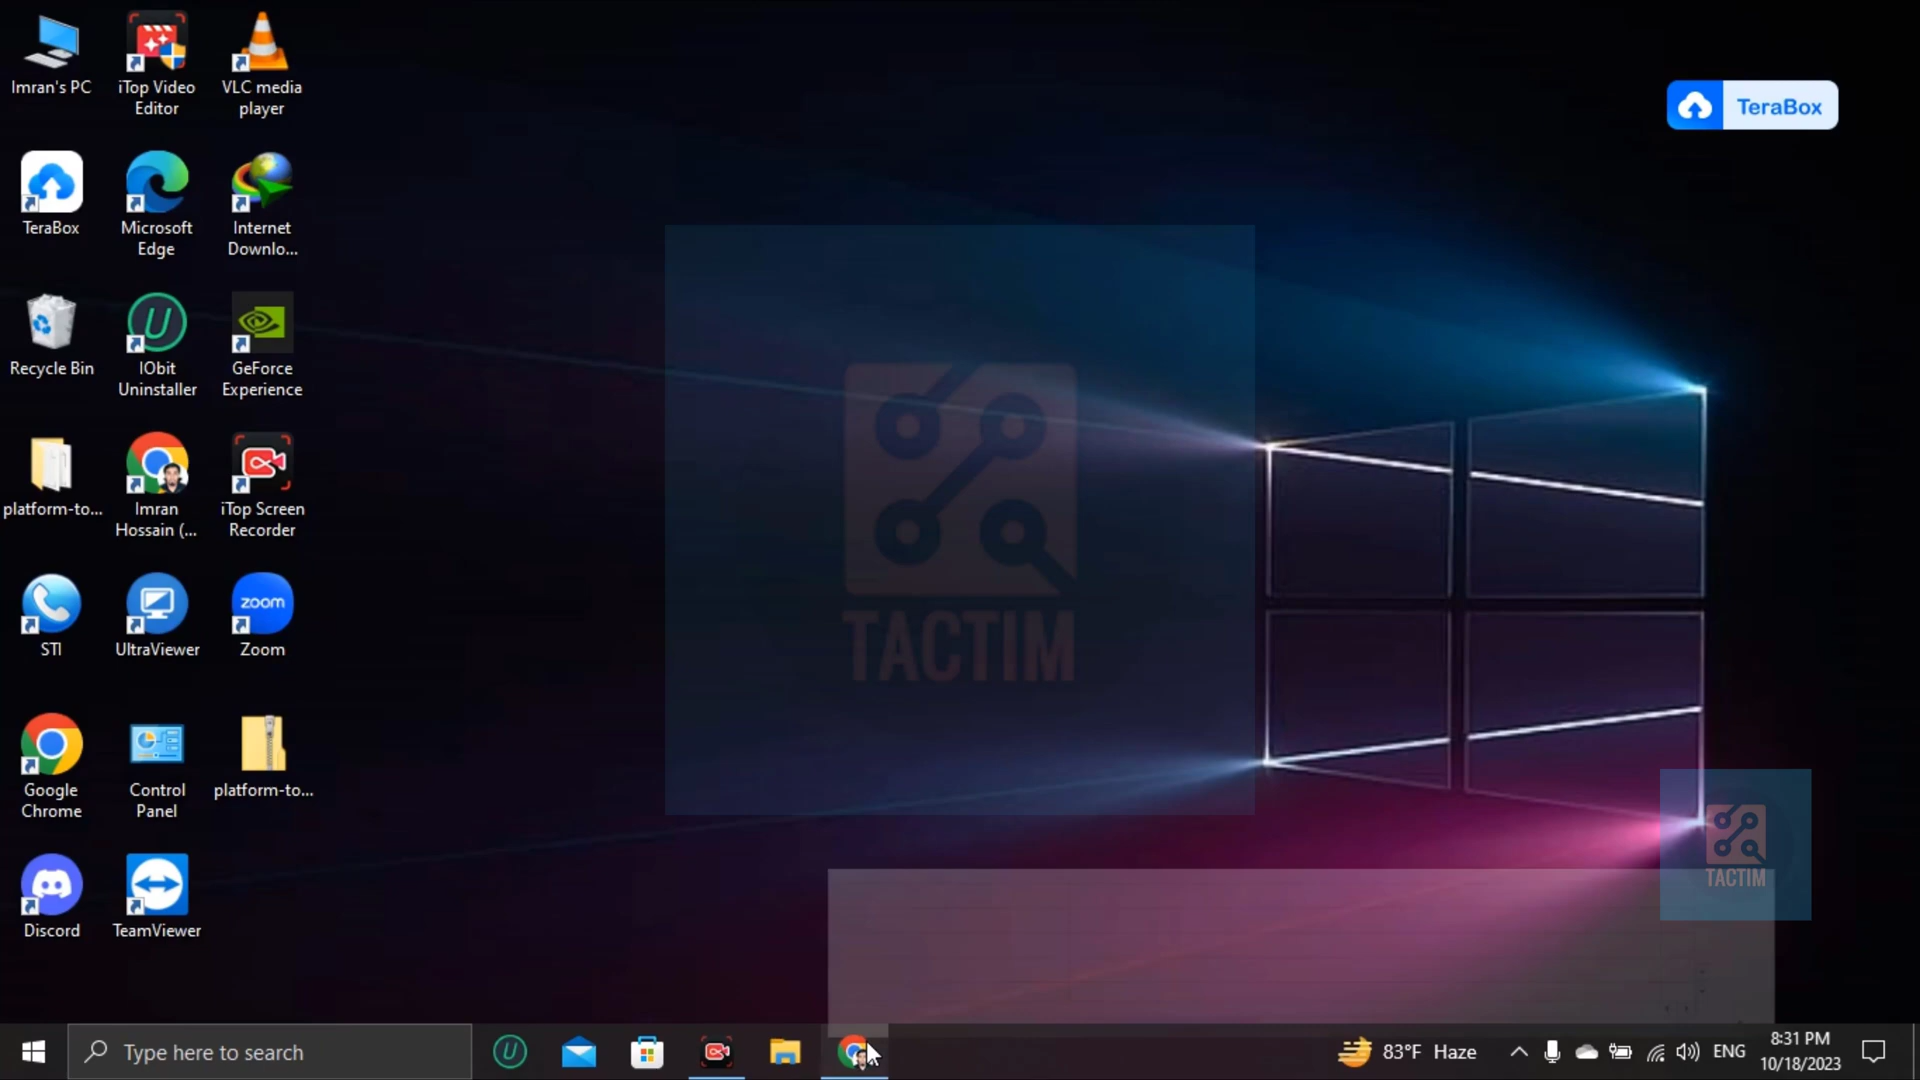 Imran's PC
iTop Video
Editor
VLC media
player
TeraBox
TeraBox
Microsoft
Edge
Internet
Downlo...
Recycle Bin
IObit
Uninstaller
GeForce
Experience
TACTIM
platform-to...
Imran
Hossain (...
iTop Screen
Recorder
STI
UltraViewer
zoom
Zoom
Google
Chrome
Control
Panel
platform-to...
TACTIM
Discord
TeamViewer
Type here to search
83°F Haze
ENG
8:31 PM
10/18/2023